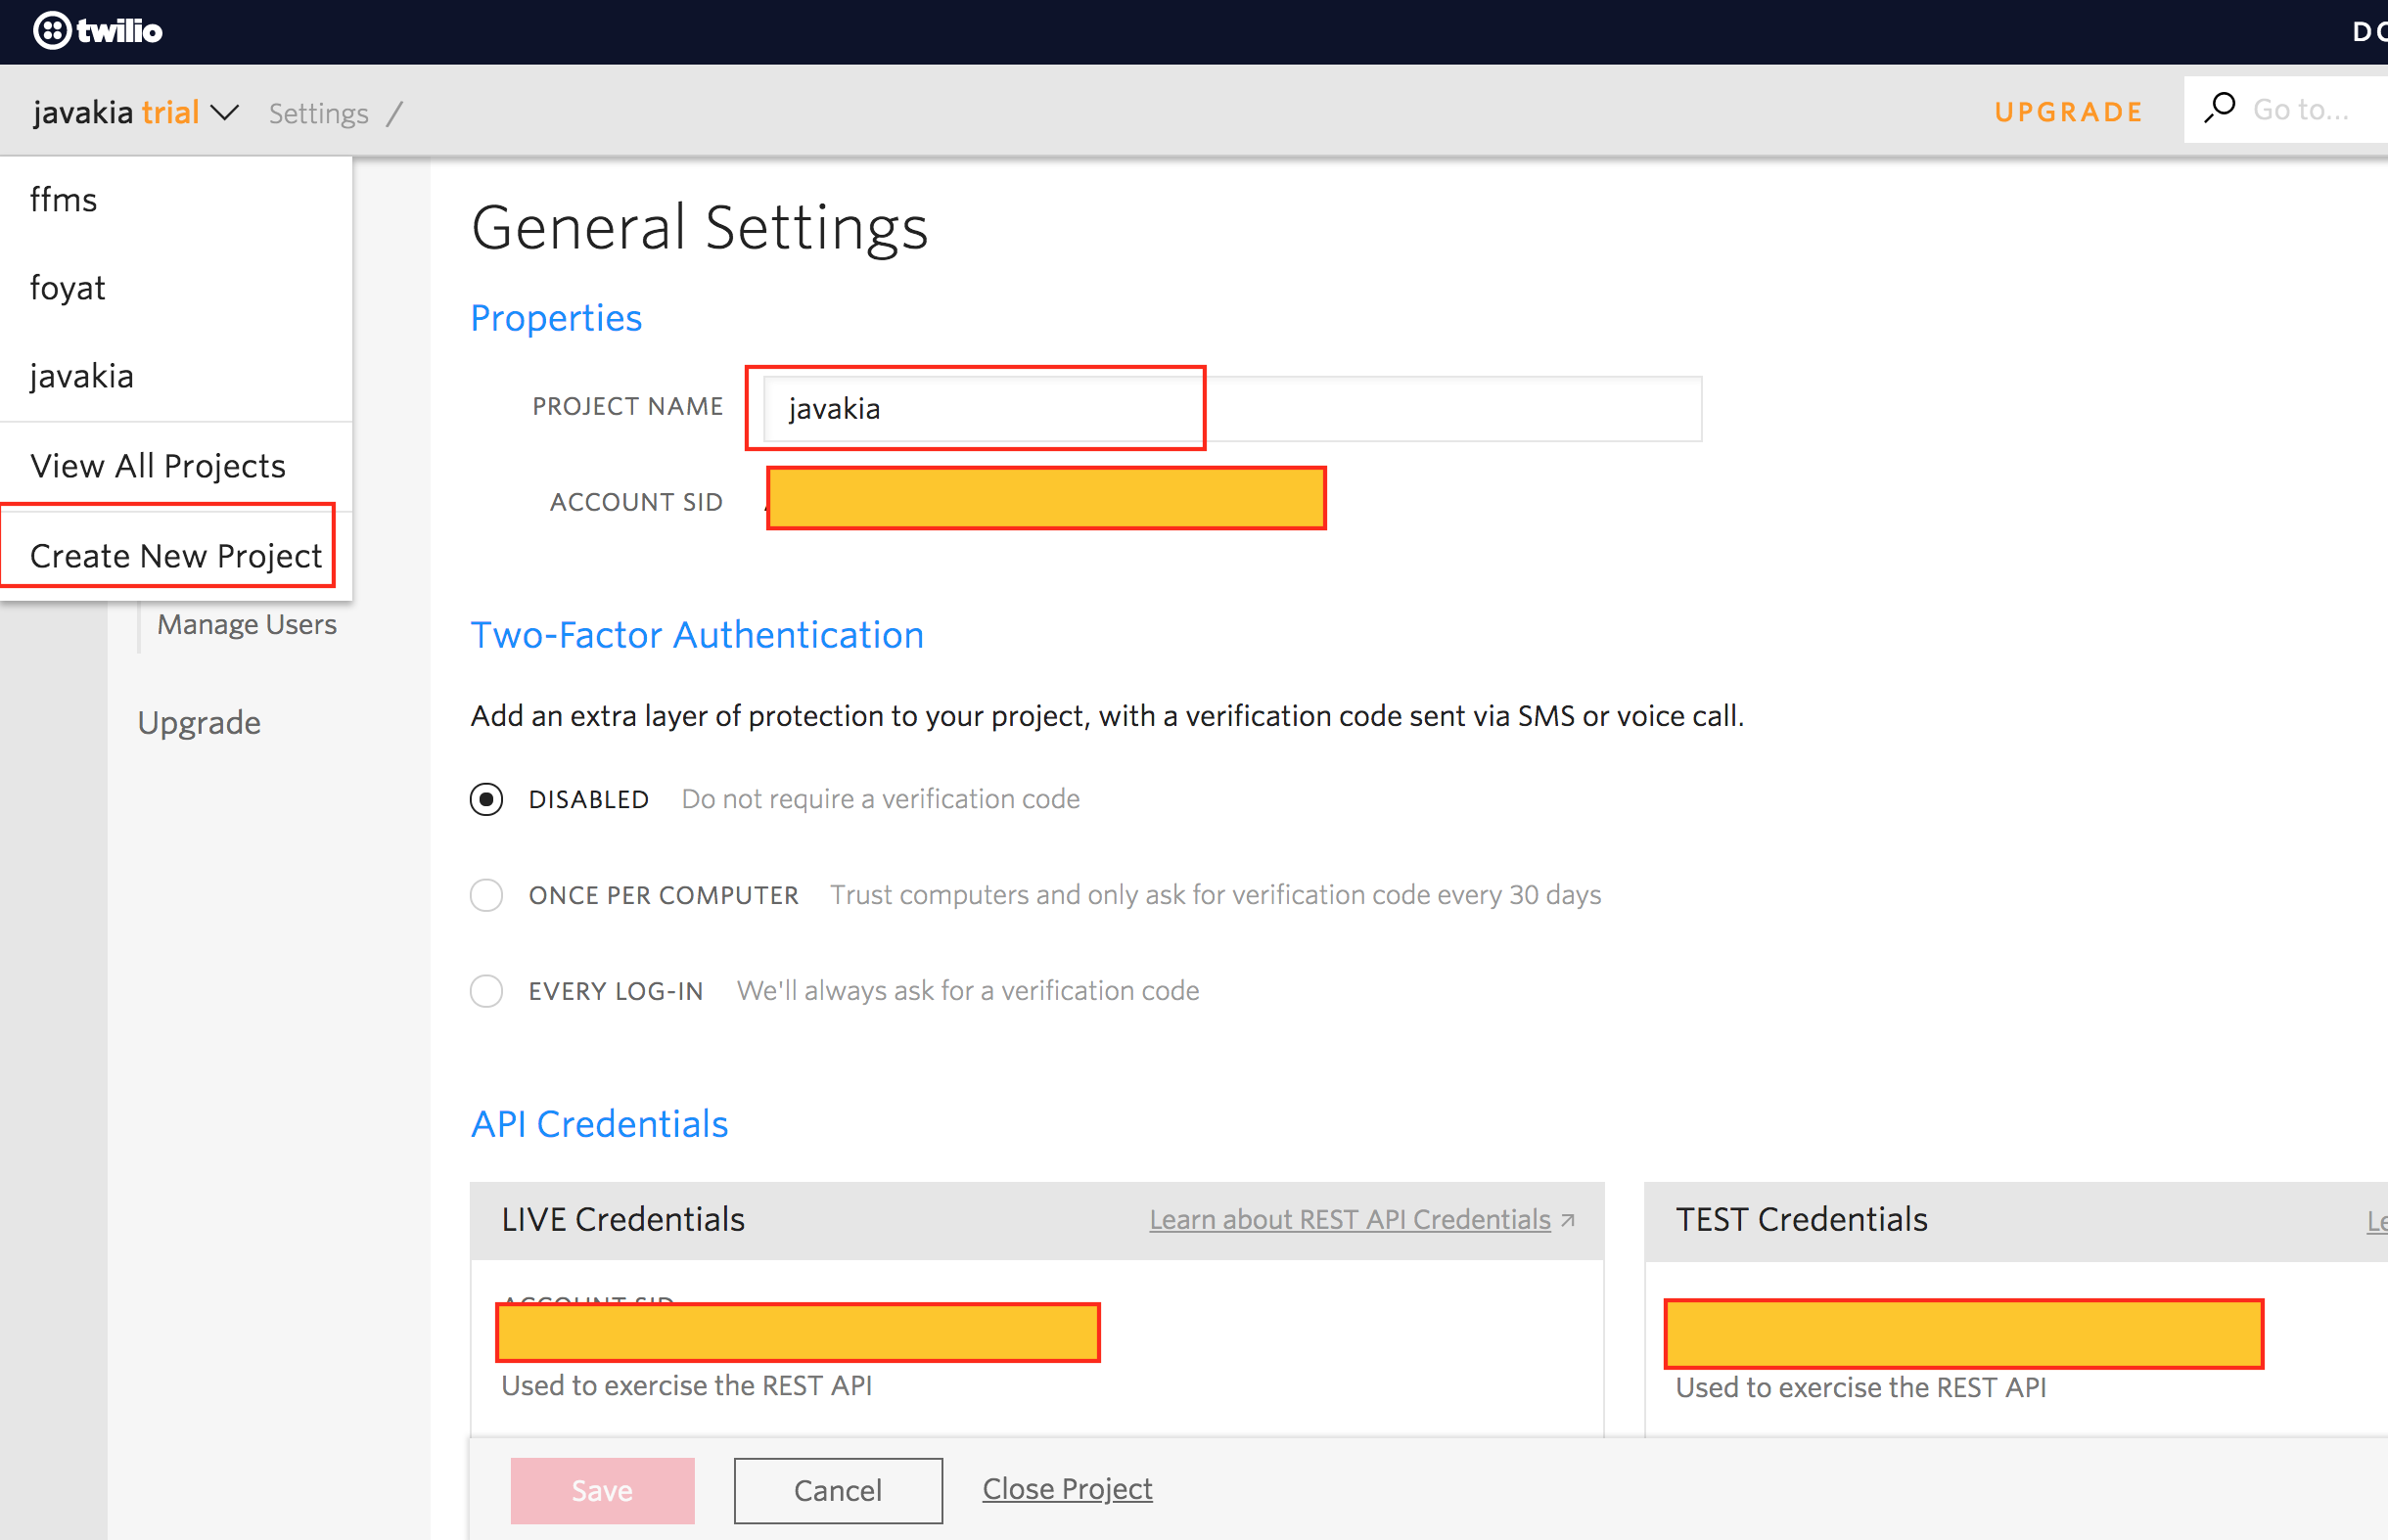 twilio
javakia trial Settings / UPGRADE Go to...
ffms
foyat
javakia
View All Projects
Create New Project
Manage Users
Upgrade
General Settings
Properties
PROJECT NAME javakia
ACCOUNT SID
Two-Factor Authentication
Add an extra layer of protection to your project, with a verification code sent via SMS or voice call.
DISABLED Do not require a verification code
ONCE PER COMPUTER Trust computers and only ask for verification code every 30 days
EVERY LOG-IN We'll always ask for a verification code
API Credentials
LIVE Credentials Learn about REST API Credentials
ACCOUNT SID
Used to exercise the REST API
TEST Credentials
Used to exercise the REST API
Save Cancel Close Project